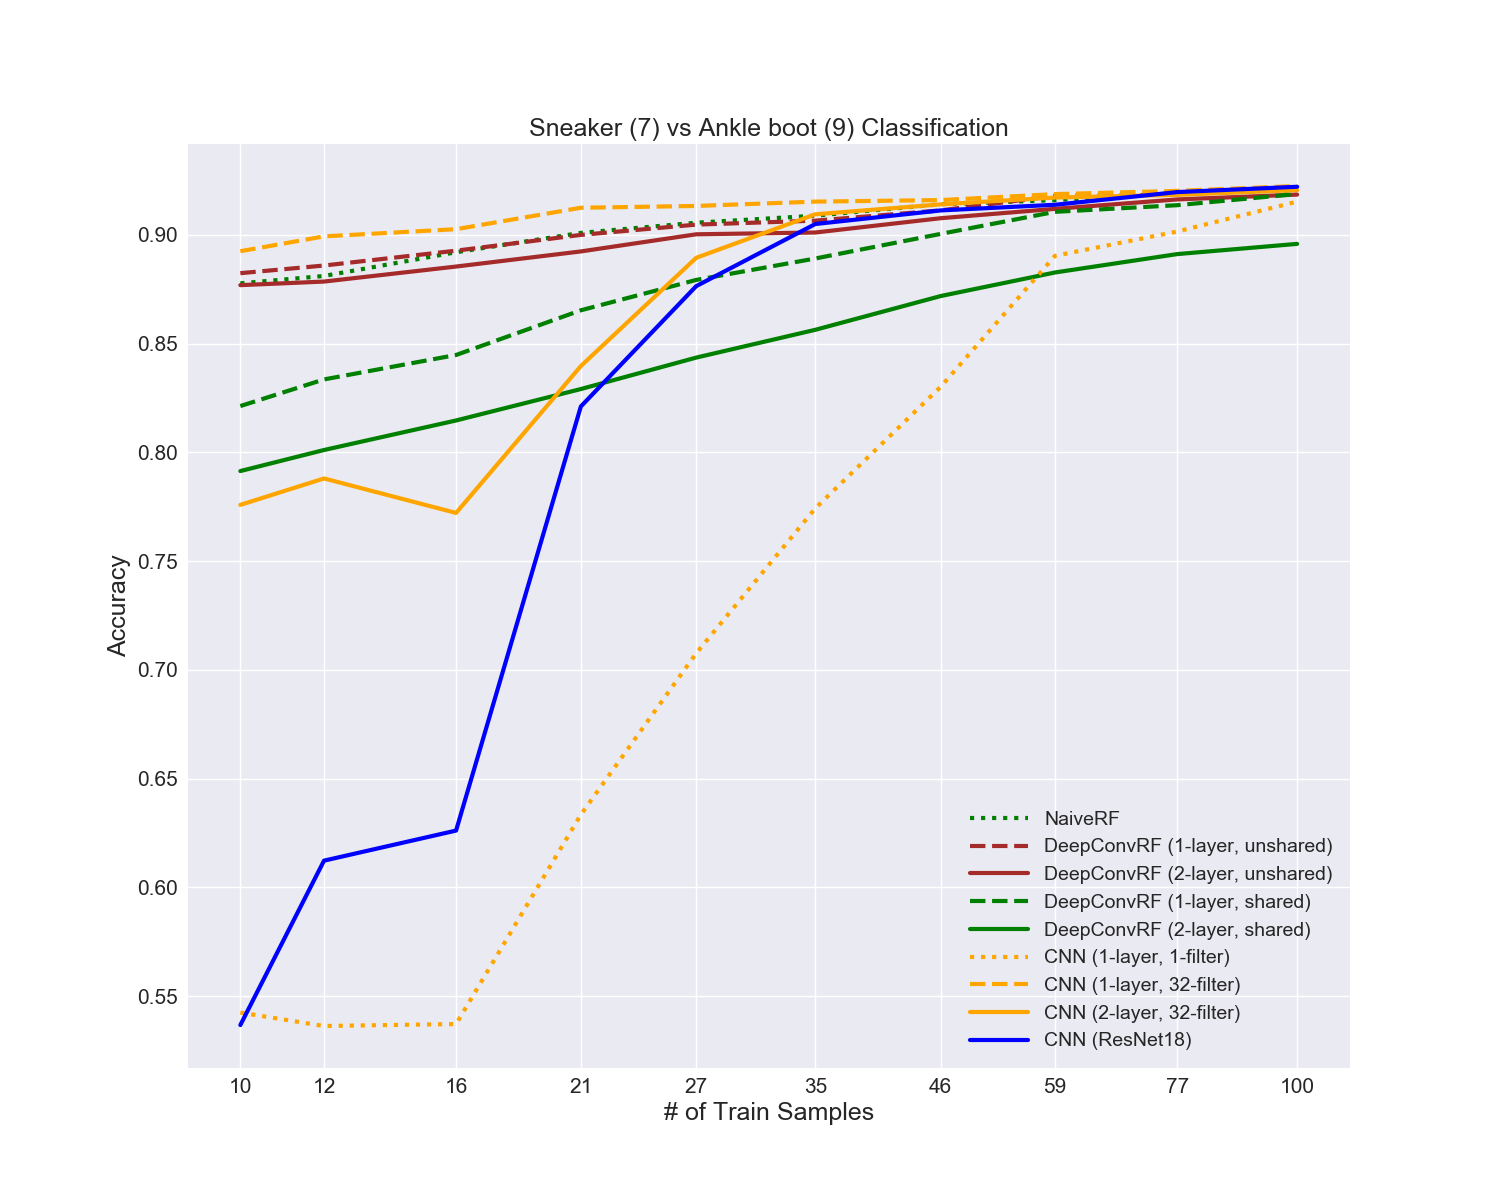 Sneaker (7) vs Ankle boot (9) Classification
Accuracy
0.90
0.85
0.80
0.75
0.70
0.65
0.60
0.55
NaiveRF
DeepConvRF (1-layer, unshared)
DeepConvRF (2-layer, unshared)
DeepConvRF (1-layer, shared)
DeepConvRF (2-layer, shared)
CNN (1-layer, 1-filter)
CNN (1-layer, 32-filter)
CNN (2-layer, 32-filter)
CNN (ResNet18)
10 12 16 21 27 35 46 59 77 100
# of Train Samples